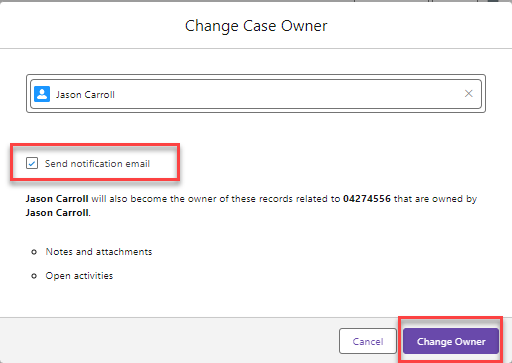 Change Case Owner
Jason Carroll
Send notification email
Jason Carroll will also become the owner of these records related to 04274556 that are owned by
Jason Carroll.
Notes and attachments
Open activities
Cancel
Change Owner